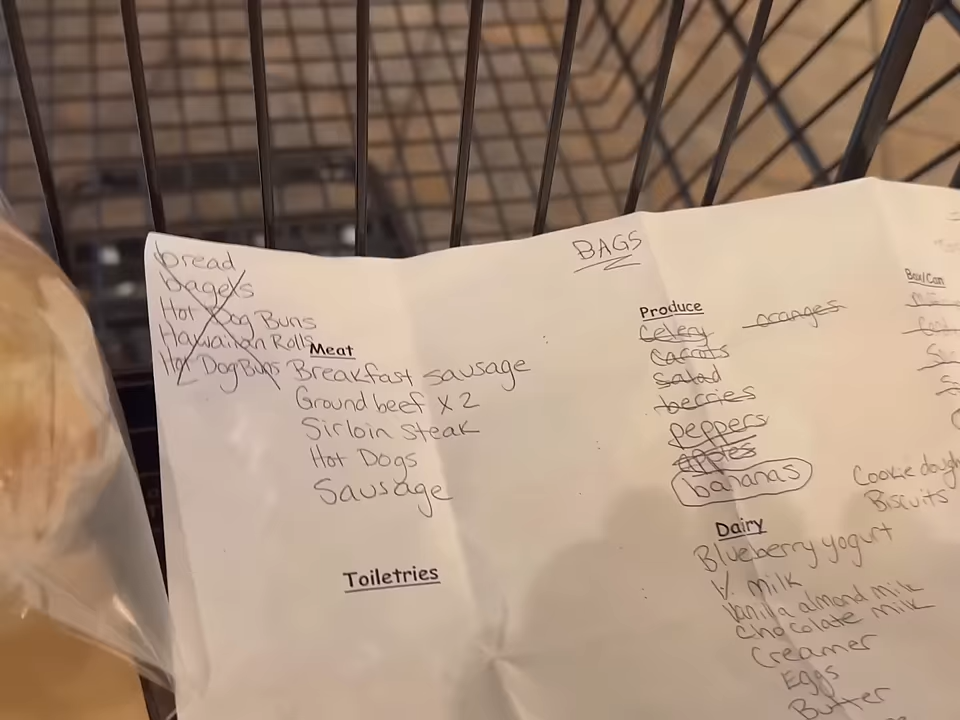 bread
bagels
Hot Dog Buns
Hawaiian Rolls
Hot Dog Buns
Meat
Breakfast sausage
Ground beef x 2
Sirloin steak
Hot Dogs
Sausage
Toiletries
BAGS
Produce
Celery
oranges
carrots
salad
berries
peppers
apples
bananas
Dairy
Blueberry yogurt
V. milk
Vanilla almond milk
Chocolate milk
Creamer
Eggs
Butter
Box/Can
Cookie dough
Biscuits